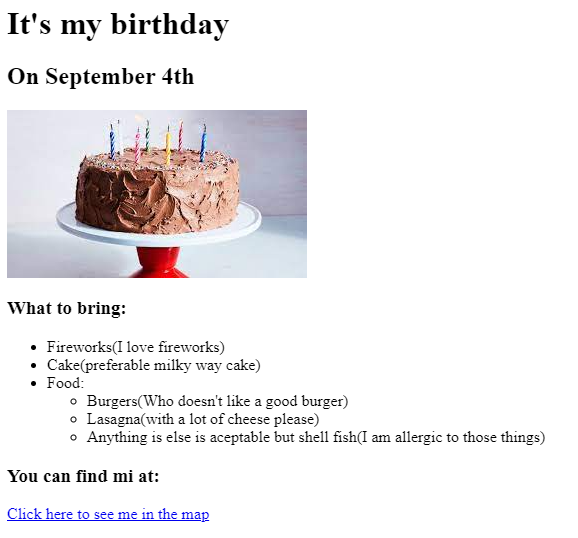 It's my birthday
On September 4th
What to bring:
Fireworks(I love fireworks)
Cake(preferable milky way cake)
Food:
Burgers(Who doesn't like a good burger)
Lasagna(with a lot of cheese please)
Anything is else is aceptable but shell fish(I am allergic to those things)
You can find mi at:
Click here to see me in the map